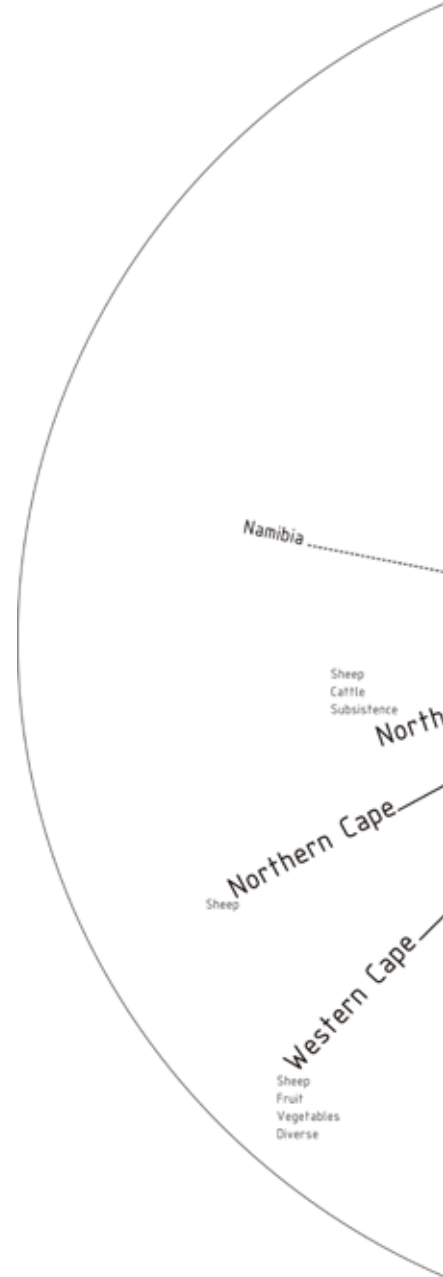 Namibia
Sheep
Cattle
Subsistence
North
Northern Cape
Sheep
Western Cape
Sheep
Fruit
Vegetables
Diverse